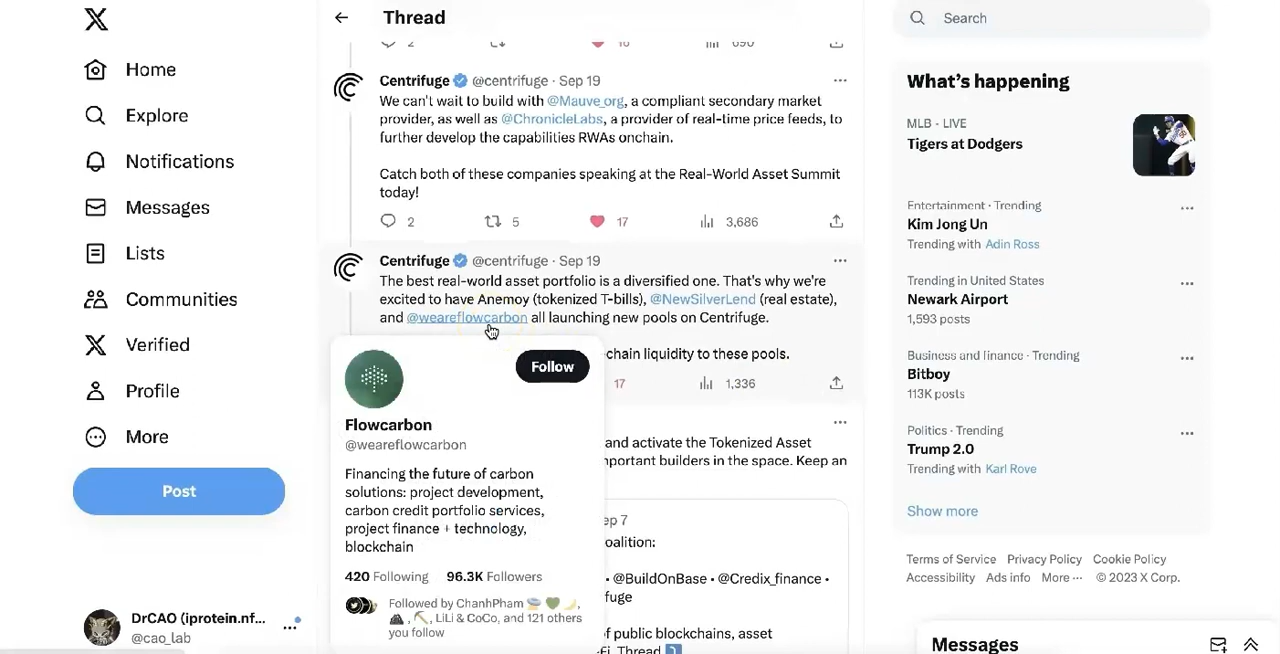 Home
Explore
Notifications
Messages
Lists
Communities
Verified
Profile
More
Post
DrCAO (iprotein.nf...
@cao_lab
Thread
2
16
690
Centrifuge @centrifuge · Sep 19
We can't wait to build with @Mauve_org, a compliant secondary market
provider, as well as @ChronicleLabs, a provider of real-time price feeds, to
further develop the capabilities RWAs onchain.
Catch both of these companies speaking at the Real-World Asset Summit
today!
2 5 17 3,686
Centrifuge @centrifuge · Sep 19
The best real-world asset portfolio is a diversified one. That's why we're
excited to have Anemoy (tokenized T-bills), @NewSilverLend (real estate),
and @weareflowcarbon all launching new pools on Centrifuge.
chain liquidity to these pools.
17 1,336
and activate the Tokenized Asset
builders in the space. Keep an
Sep 7
• @BuildOnBase • @Credix_finance •
of public blockchains, asset
Thread
Follow
Flowcarbon
@weareflowcarbon
Financing the future of carbon
solutions: project development,
carbon credit portfolio services,
project finance + technology,
blockchain
420 Following 96.3K Followers
Followed by ChanhPham
, LiLi & CoCo, and 121 others
you follow
Search
What's happening
MLB · LIVE
Tigers at Dodgers
Entertainment · Trending
Kim Jong Un
Trending with Adin Ross
Trending in United States
Newark Airport
1,593 posts
Business and finance · Trending
Bitboy
113K posts
Politics · Trending
Trump 2.0
Trending with Karl Rove
Show more
Terms of Service Privacy Policy Cookie Policy
Accessibility Ads info More ··· © 2023 X Corp.
Messages